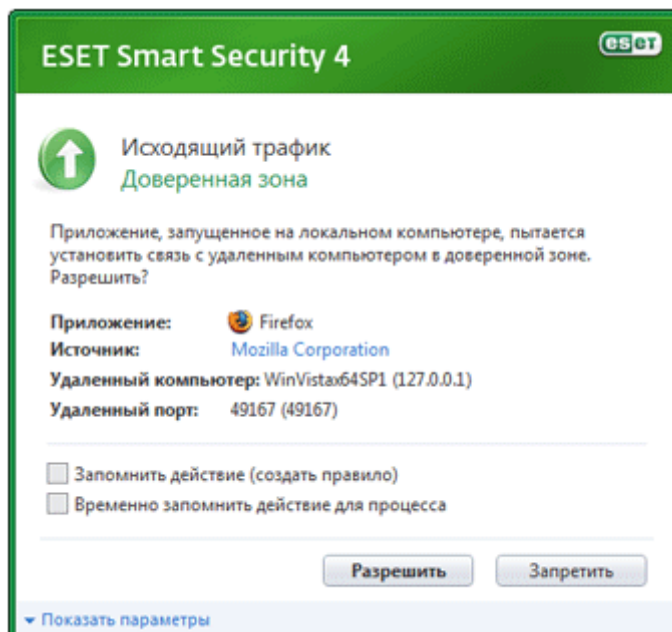 ESET Smart Security 4
eset
Исходящий трафик
Доверенная зона
Приложение, запущенное на локальном компьютере, пытается
установить связь с удаленным компьютером в доверенной зоне.
Разрешить?
Приложение: Firefox
Источник: Mozilla Corporation
Удаленный компьютер: WinVistax64SP1 (127.0.0.1)
Удаленный порт: 49167 (49167)
Запомнить действие (создать правило)
Временно запомнить действие для процесса
Разрешить Запретить
Показать параметры